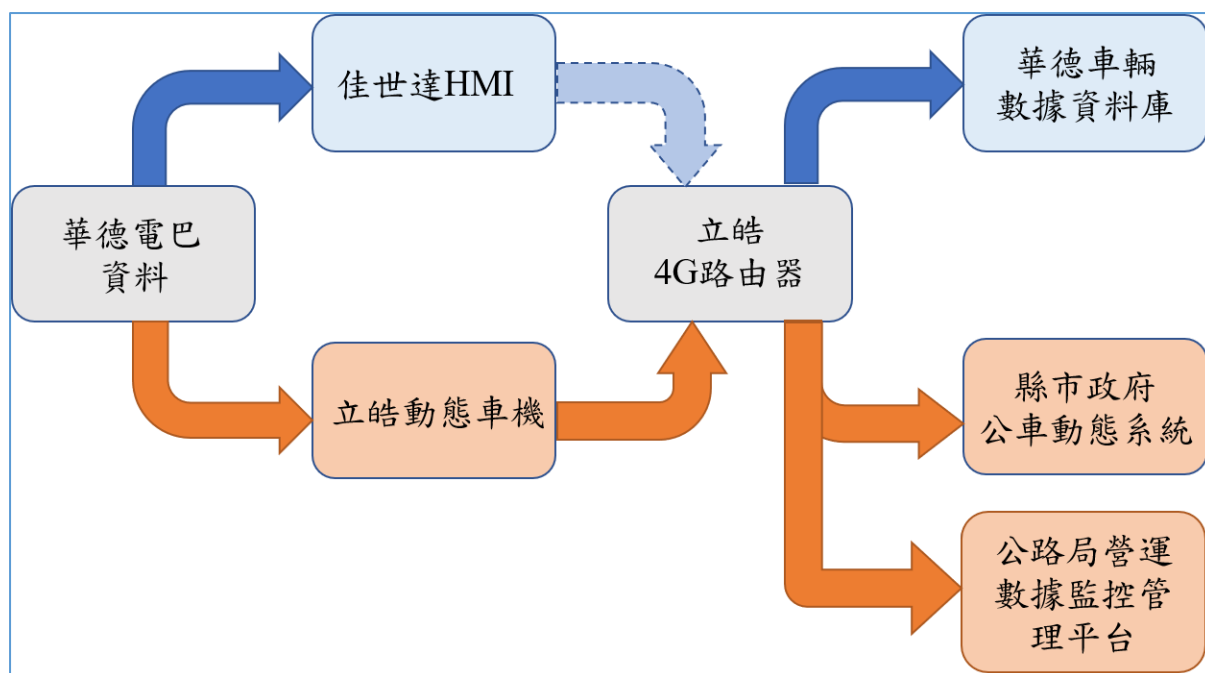 佳世達HMI
華德車輛
數據資料庫
華德電巴
資料
立皓
4G路由器
立皓動態車機
縣市政府
公車動態系統
公路局營運
數據監控管
理平台